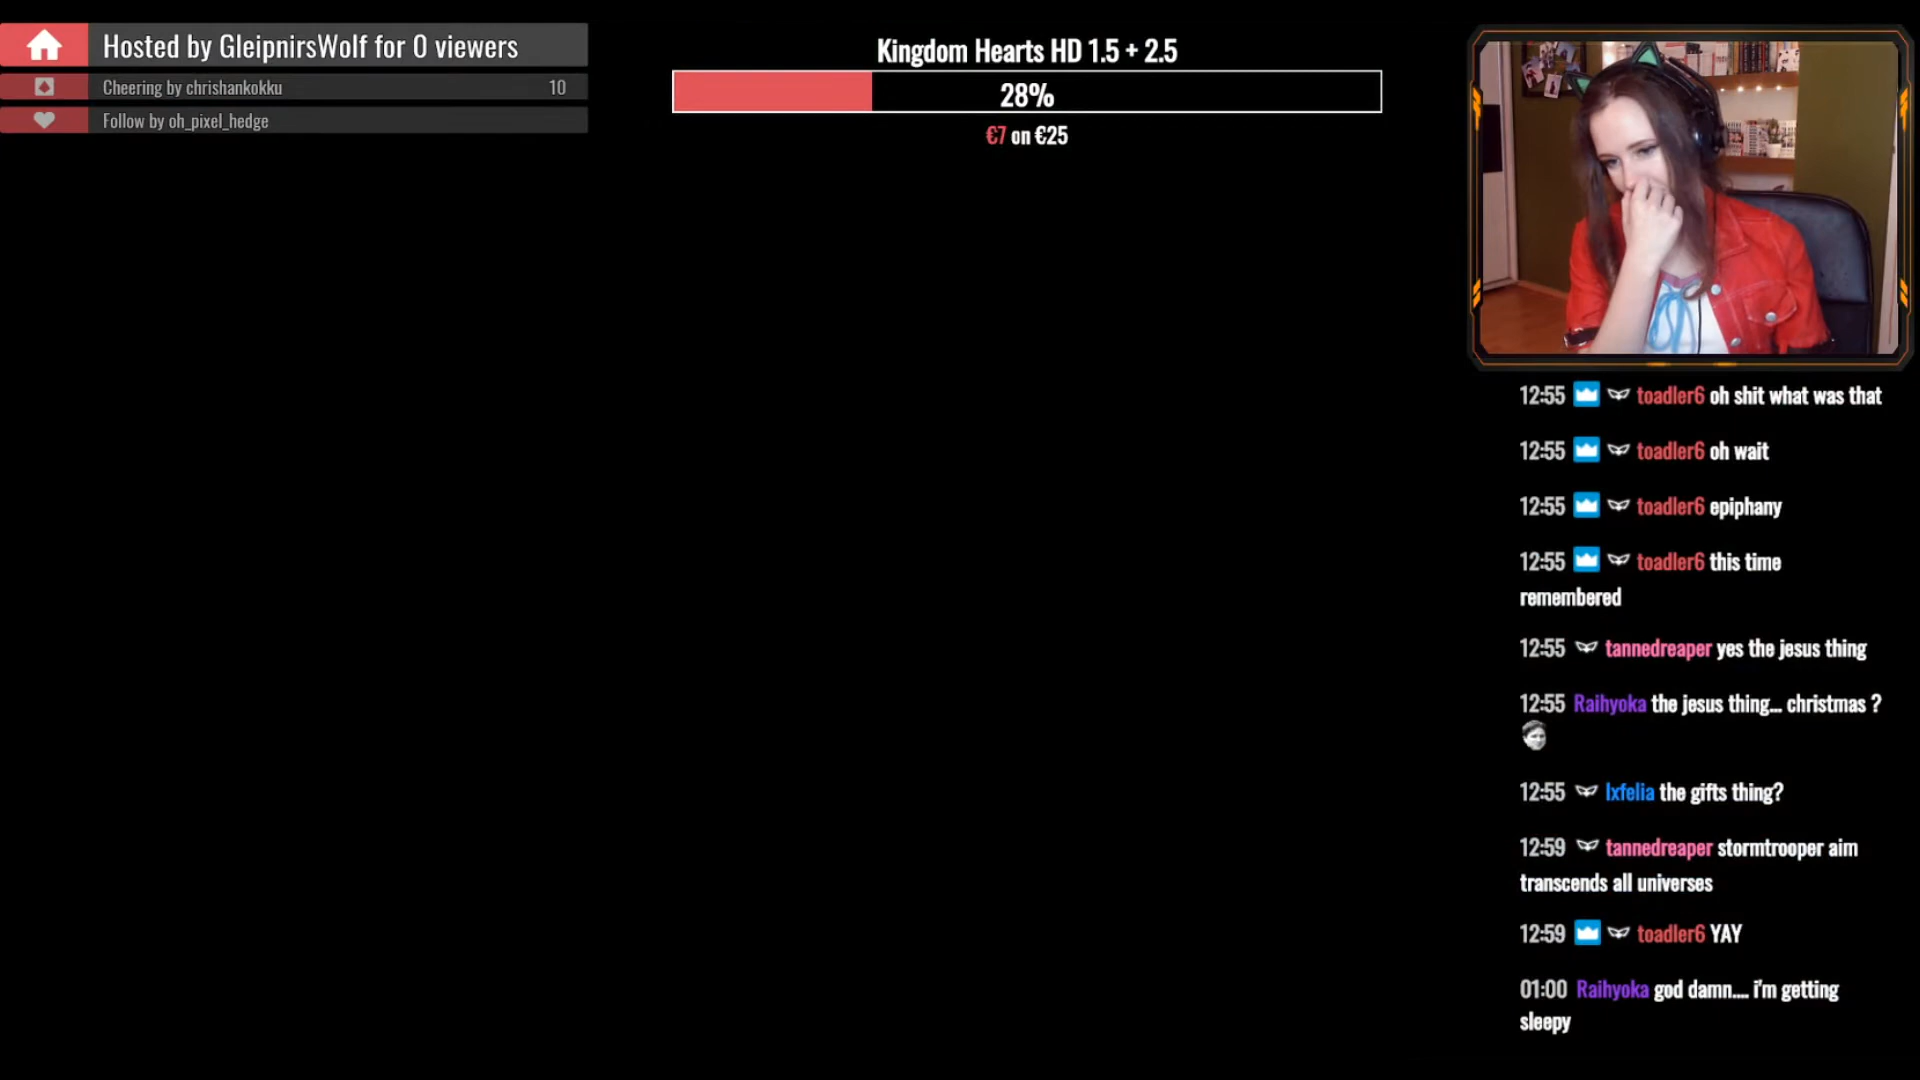 Hosted by GleipnirsWolf for 0 viewers
Cheering by chrishankokku 10
Follow by oh_pixel_hedge
Kingdom Hearts HD 1.5 + 2.5
28%
€7 on €25
12:55 toadler6 oh shit what was that
12:55 toadler6 oh wait
12:55 toadler6 epiphany
12:55 toadler6 this time
remembered
12:55 tannedreaper yes the jesus thing
12:55 Raihyoka the jesus thing... christmas ?
12:55 lxfelia the gifts thing?
12:59 tannedreaper stormtrooper aim
transcends all universes
12:59 toadler6 YAY
01:00 Raihyoka god damn.... i'm getting
sleepy